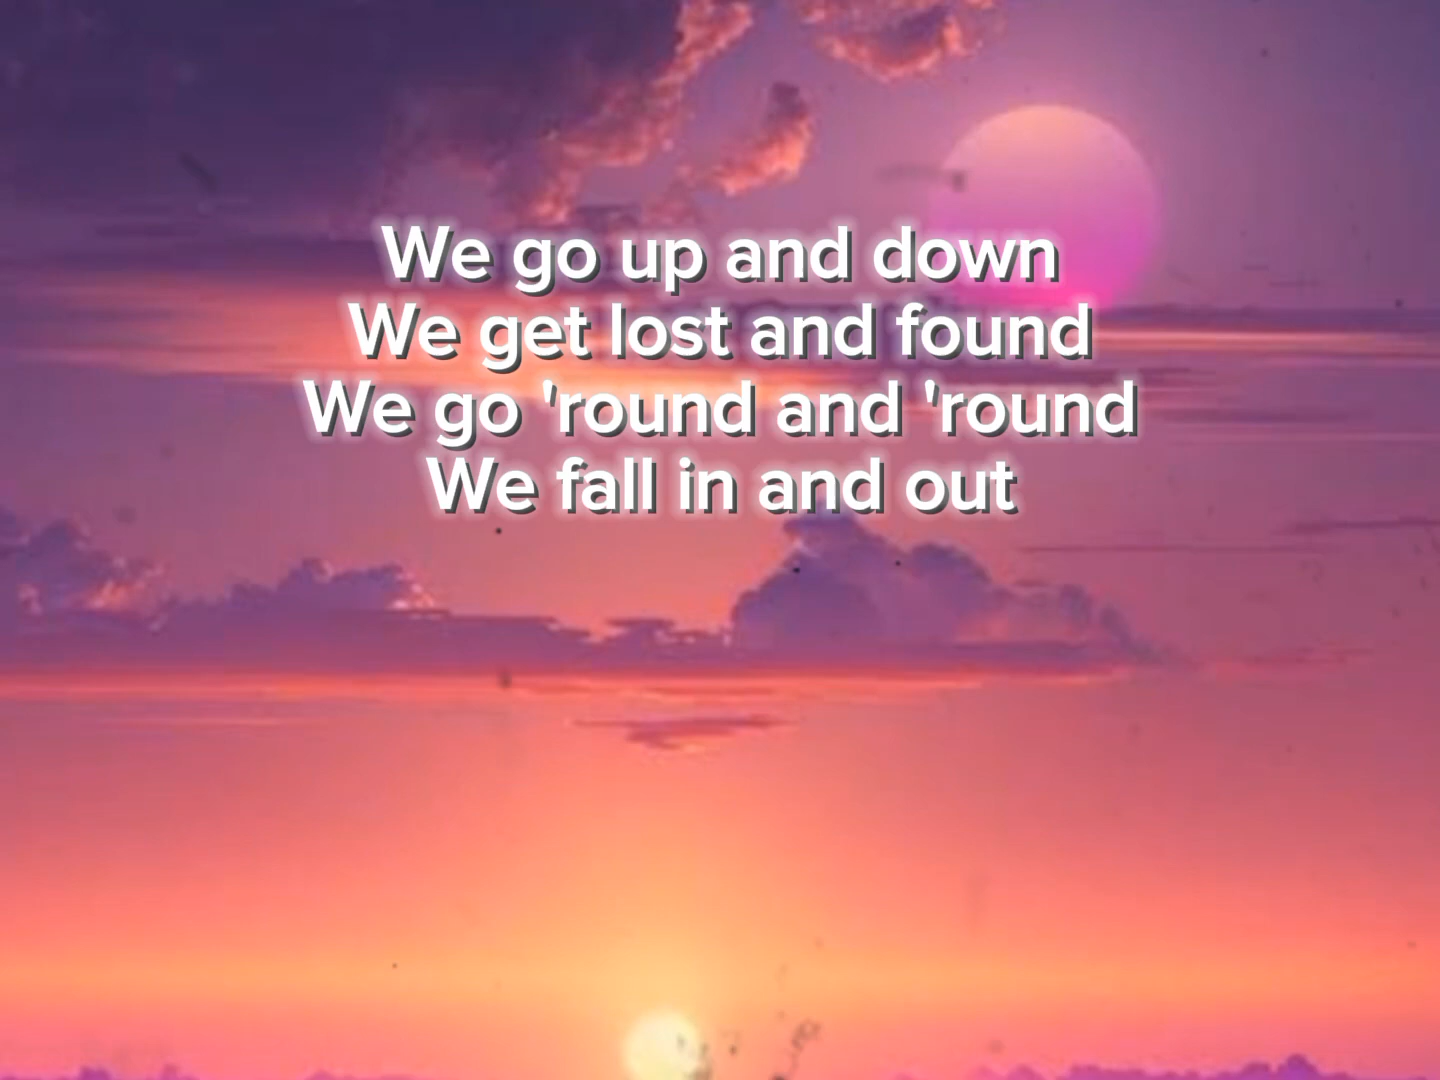 We go up and down
We get lost and found
We go 'round and 'round
We fall in and out